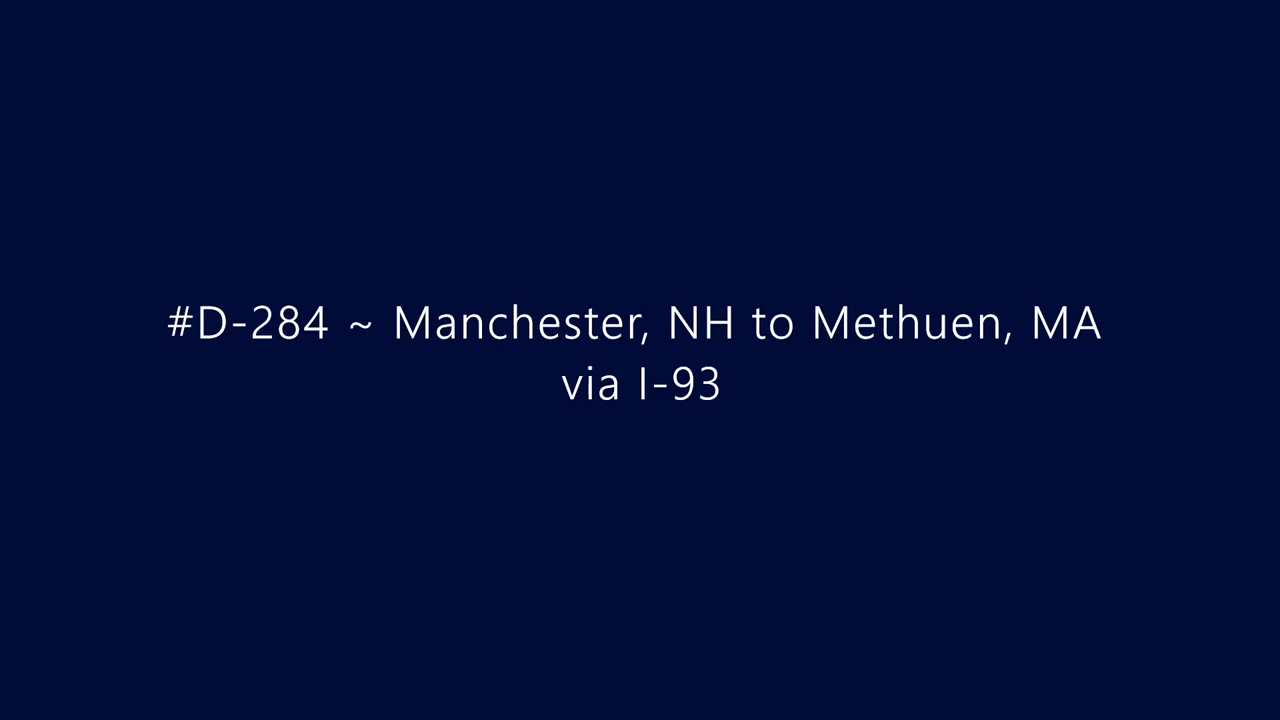 #D-284 ~ Manchester, NH to Methuen, MA
via I-93